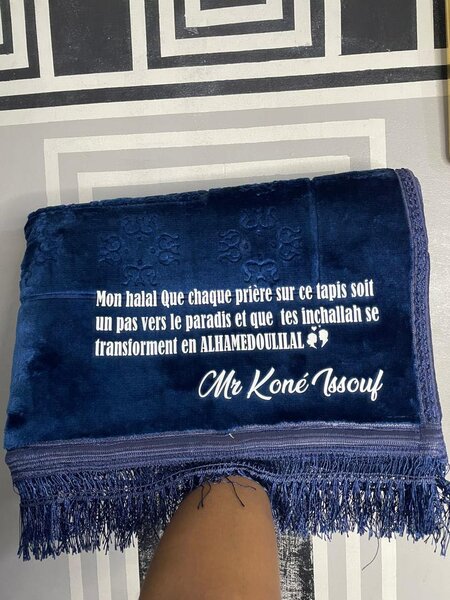 Mon halal Que chaque prière sur ce tapis soit
un pas vers le paradis et que tes inchallah se
transforment en ALHAMEDOULILAL
Mr Koné Issouf